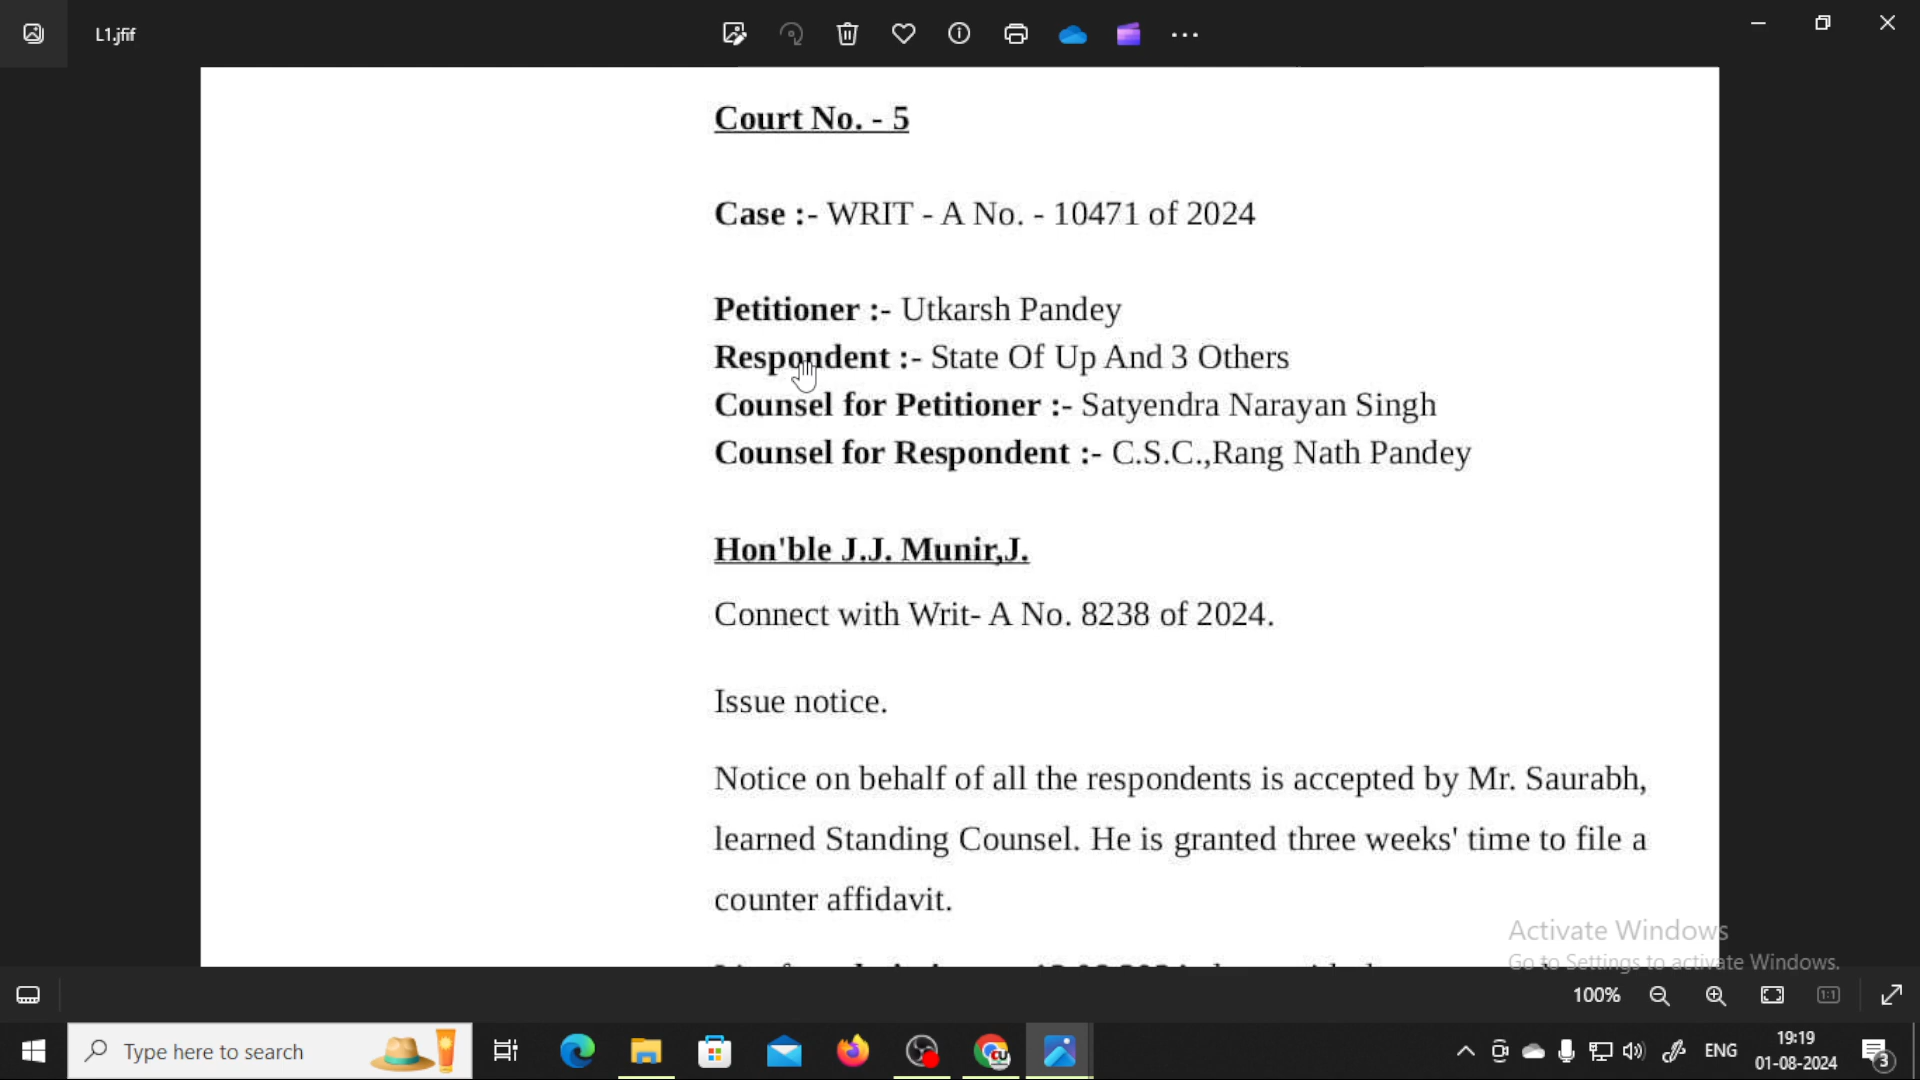 L1.jfif
Court No. - 5
Case :- WRIT - A No. - 10471 of 2024
Petitioner :- Utkarsh Pandey
Respondent :- State Of Up And 3 Others
Counsel for Petitioner :- Satyendra Narayan Singh
Counsel for Respondent :- C.S.C.,Rang Nath Pandey
Hon'ble J.J. Munir,J.
Connect with Writ- A No. 8238 of 2024.
Issue notice.
Notice on behalf of all the respondents is accepted by Mr. Saurabh,
learned Standing Counsel. He is granted three weeks' time to file a
counter affidavit.
Activate Windows
Go to Settings to activate Windows.
100%
1:1
Type here to search
ENG
19:19
01-08-2024
3